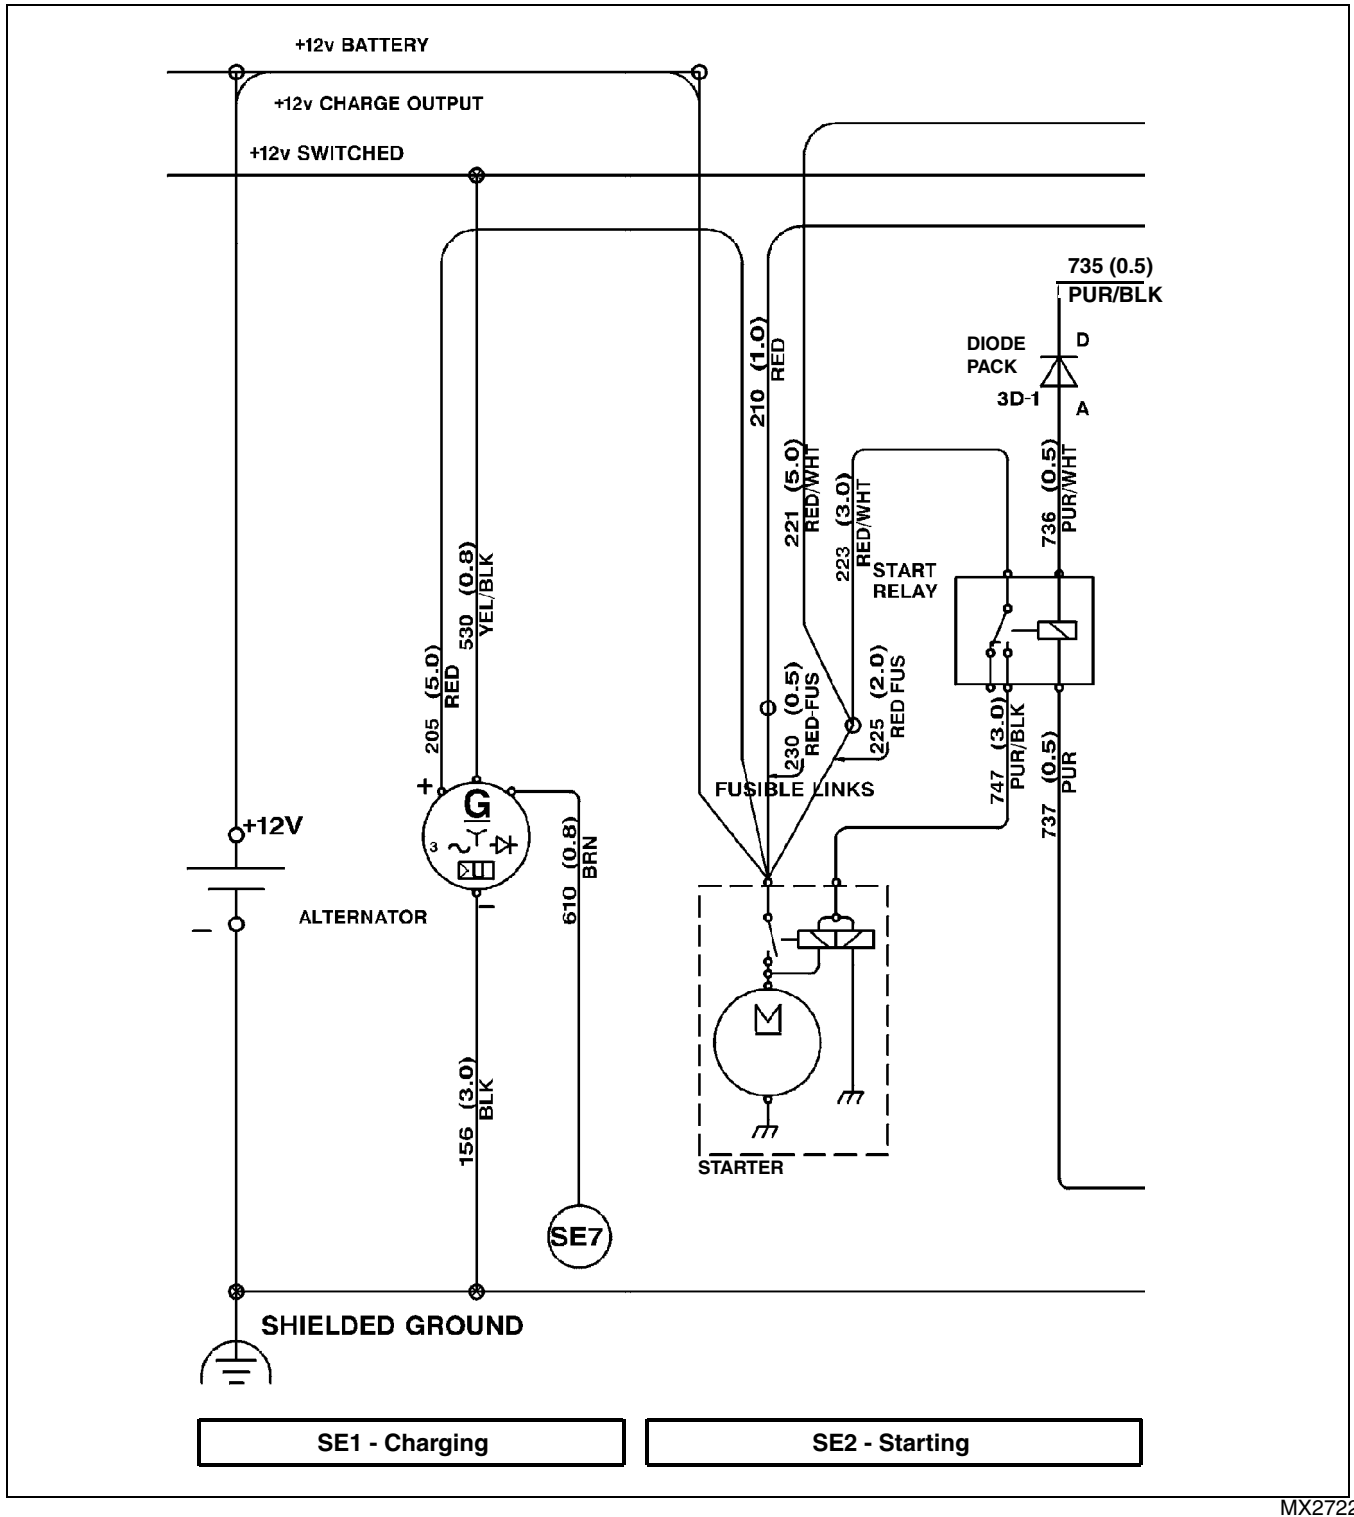 +12v BATTERY
+12v CHARGE OUTPUT
+12v SWITCHED
735 (0.5)
PUR/BLK
DIODE
PACK
3D-1
D
A
210 (1.0)
RED
221 (5.0)
RED/WHT
223 (3.0)
RED/WHT
736 (0.5)
PUR/WHT
START
RELAY
530 (0.8)
YEL/BLK
205 (5.0)
RED
230 (0.5)
RED-FUS
225 (2.0)
RED FUS
747 (3.0)
PUR/BLK
737 (0.5)
PUR
FUSIBLE LINKS
+
G
3
+12V
−
ALTERNATOR
−
610 (0.8)
BRN
M
156 (3.0)
BLK
STARTER
SE7
SHIELDED GROUND
SE1 - Charging
SE2 - Starting
MX2722